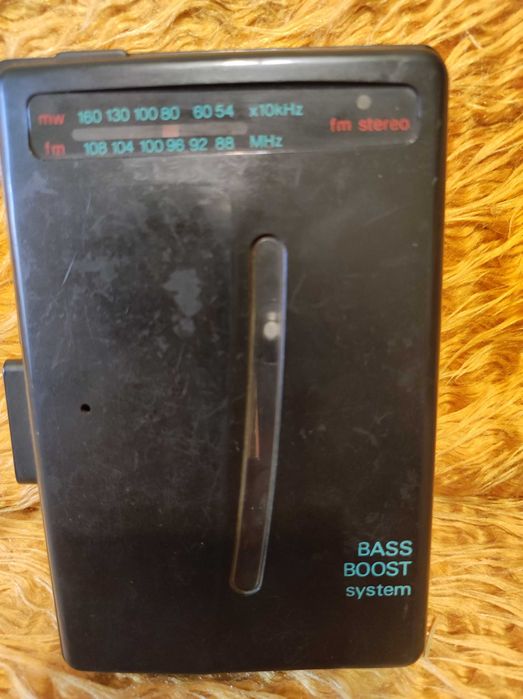 mw 160 130 100 80 60 54 x10kHz
fm stereo
fm 108 104 100 96 92 88 MHz
BASS
BOOST
system